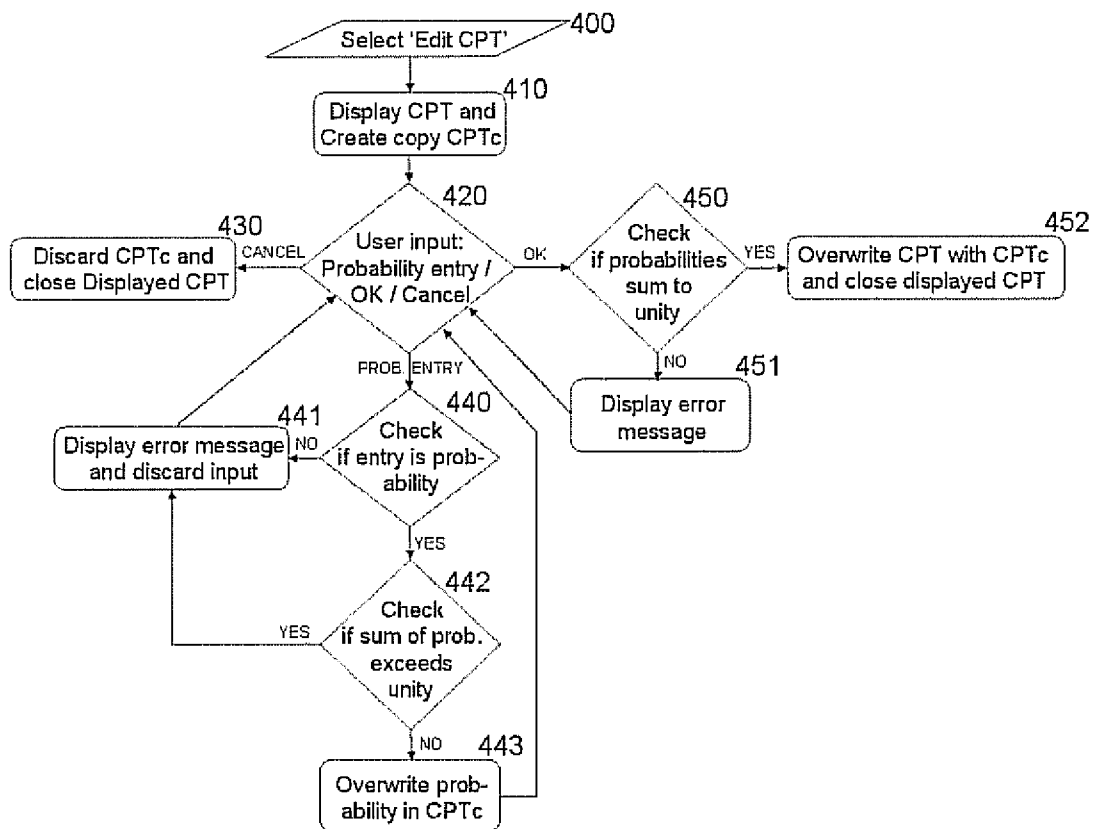 400
Select 'Edit CPT'
410
Display CPT and
Create copy CPTc
420
User input:
Probability entry /
OK / Cancel
430
CANCEL
Discard CPTc and
close Displayed CPT
OK
450
Check
if probabilities
sum to
unity
YES
452
Overwrite CPT with CPTc
and close displayed CPT
NO
451
Display error
message
PROB. ENTRY
440
Check
if entry is prob-
ability
NO
441
Display error message
and discard input
YES
442
Check
if sum of prob.
exceeds
unity
YES
NO
443
Overwrite prob-
ability in CPTc